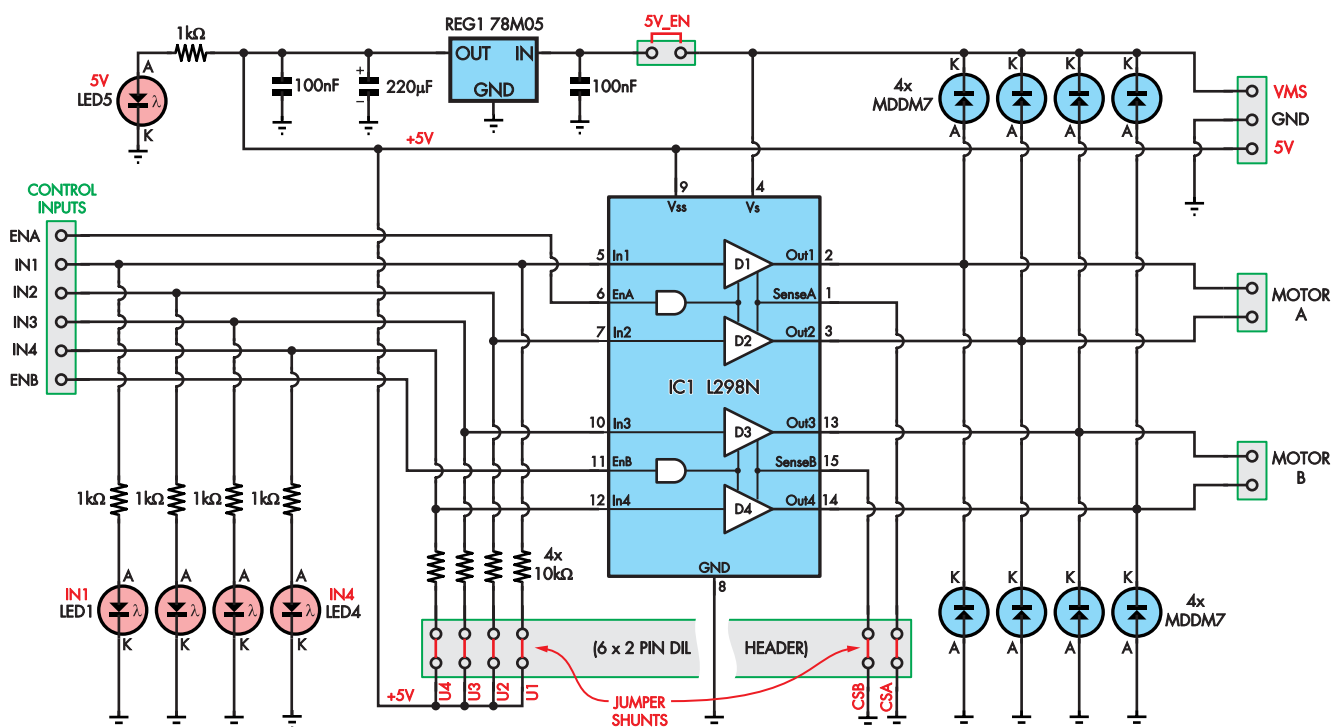 REG1 78M05
5V_EN
1kΩ
OUT IN
GND
A
5V
LED5
λ
K
100nF
+
220µF
–
100nF
K K K K
4x
MDDM7
A A A A
VMS
GND
5V
+5V
9
Vss
4
Vs
CONTROL
INPUTS
ENA
IN1
IN2
IN3
IN4
ENB
5 In1
D1
Out1 2
6 EnA
SenseA 1
7 In2
D2
Out2 3
MOTOR
A
IC1 L298N
10 In3
D3
Out3 13
11 EnB
SenseB 15
12 In4
D4
Out4 14
MOTOR
B
GND
8
1kΩ 1kΩ 1kΩ 1kΩ
4x
10kΩ
A A A A
IN1
LED1
λ λ λ λ
IN4
LED4
K K K K
K K K K
4x
MDDM7
A A A A
(6 x 2 PIN DIL HEADER)
+5V
U4
U3
U2
U1
JUMPER
SHUNTS
CSB
CSA